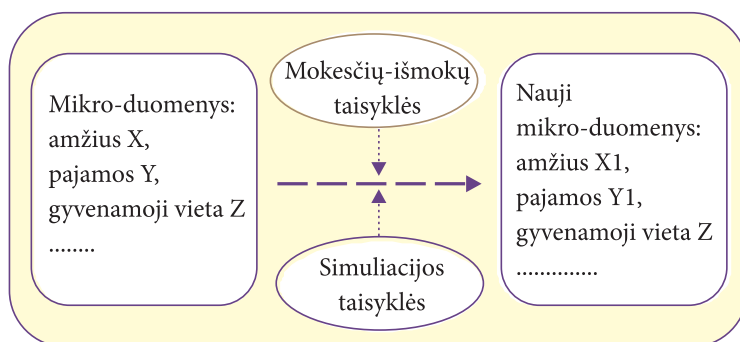 Mikro-duomenys:
amžius X,
pajamos Y,
gyvenamoji vieta Z
........
Mokesčių-išmokų
taisyklės
Simuliacijos
taisyklės
Nauji
mikro-duomenys:
amžius X1,
pajamos Y1,
gyvenamoji vieta Z
..............